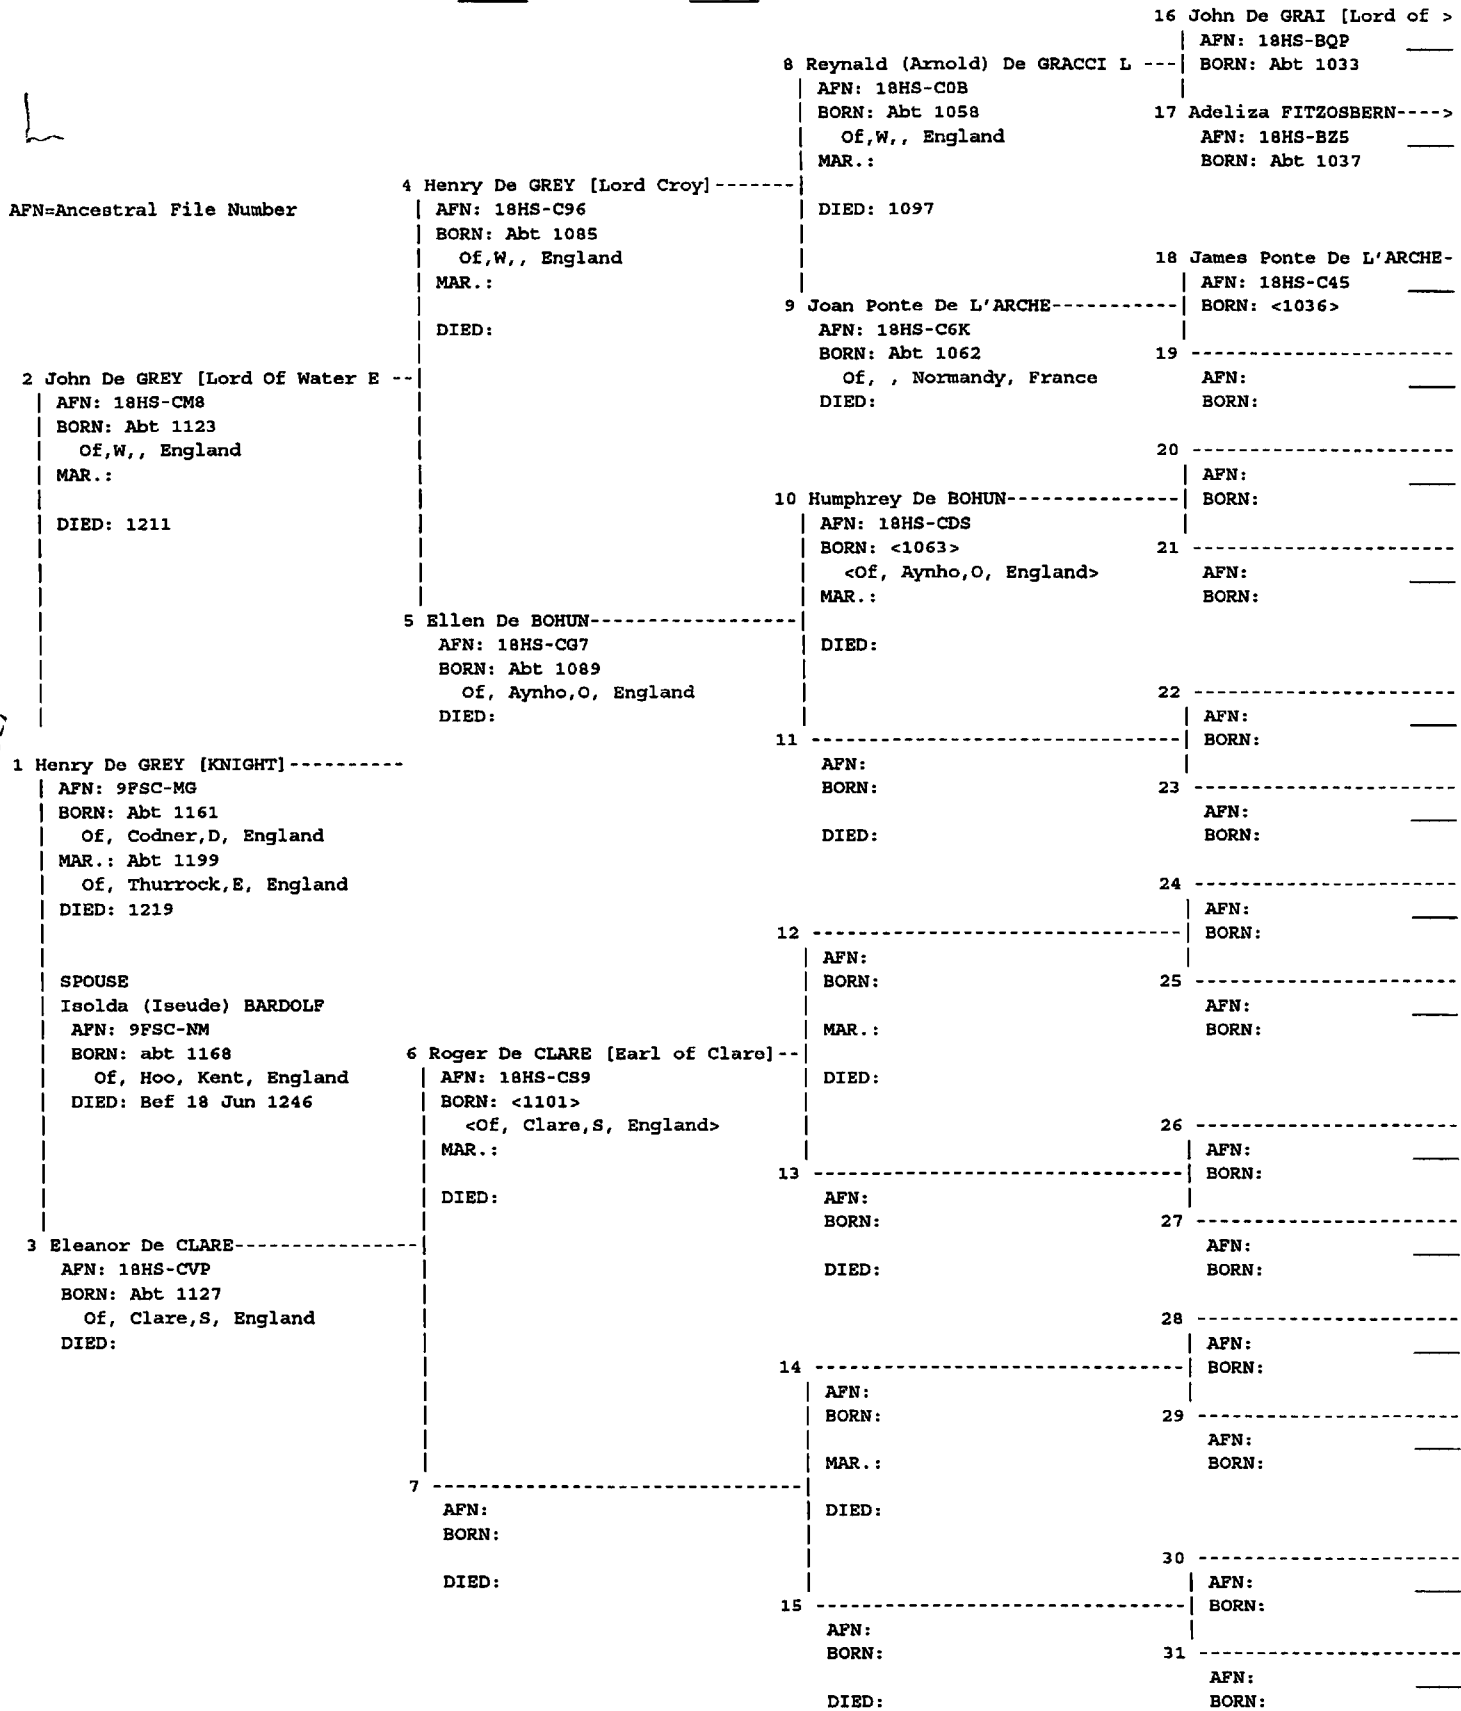 AFN=Ancestral File Number
1 Henry De GREY [KNIGHT]----------
AFN: 9FSC-MG
BORN: Abt 1161
Of, Codner,D, England
MAR.: Abt 1199
Of, Thurrock,E, England
DIED: 1219
SPOUSE
Isolda (Iseude) BARDOLF
AFN: 9FSC-NM
BORN: abt 1168
Of, Hoo, Kent, England
DIED: Bef 18 Jun 1246
2 John De GREY [Lord Of Water E --
AFN: 18HS-CM8
BORN: Abt 1123
Of,W,, England
MAR.:
DIED: 1211
3 Eleanor De CLARE----------------
AFN: 18HS-CVP
BORN: Abt 1127
Of, Clare,S, England
DIED:
4 Henry De GREY [Lord Croy]-------
AFN: 18HS-C96
BORN: Abt 1085
Of,W,, England
MAR.:
DIED:
5 Ellen De BOHUN------------------
AFN: 18HS-CG7
BORN: Abt 1089
Of, Aynho,O, England
DIED:
6 Roger De CLARE [Earl of Clare]--
AFN: 18HS-CS9
BORN: <1101>
<Of, Clare,S, England>
MAR.:
DIED:
7 --------------------------------
AFN:
BORN:
DIED:
8 Reynald (Arnold) De GRACCI L ---
AFN: 18HS-C0B
BORN: Abt 1058
Of,W,, England
MAR.:
DIED: 1097
9 Joan Ponte De L'ARCHE-----------
AFN: 18HS-C6K
BORN: Abt 1062
Of, , Normandy, France
DIED:
10 Humphrey De BOHUN---------------
AFN: 18HS-CDS
BORN: <1063>
<Of, Aynho,O, England>
MAR.:
DIED:
11 --------------------------------
AFN:
BORN:
DIED:
12 --------------------------------
AFN:
BORN:
MAR.:
DIED:
13 --------------------------------
AFN:
BORN:
DIED:
14 --------------------------------
AFN:
BORN:
MAR.:
DIED:
15 --------------------------------
AFN:
BORN:
DIED:
16 John De GRAI [Lord of >
AFN: 18HS-BQP
BORN: Abt 1033
17 Adeliza FITZOSBERN---->
AFN: 18HS-BZ5
BORN: Abt 1037
18 James Ponte De L'ARCHE-
AFN: 18HS-C45
BORN: <1036>
19 -----------------------
AFN:
BORN:
20 -----------------------
AFN:
BORN:
21 -----------------------
AFN:
BORN:
22 -----------------------
AFN:
BORN:
23 -----------------------
AFN:
BORN:
24 -----------------------
AFN:
BORN:
25 -----------------------
AFN:
BORN:
26 -----------------------
AFN:
BORN:
27 -----------------------
AFN:
BORN:
28 -----------------------
AFN:
BORN:
29 -----------------------
AFN:
BORN:
30 -----------------------
AFN:
BORN:
31 -----------------------
AFN:
BORN: